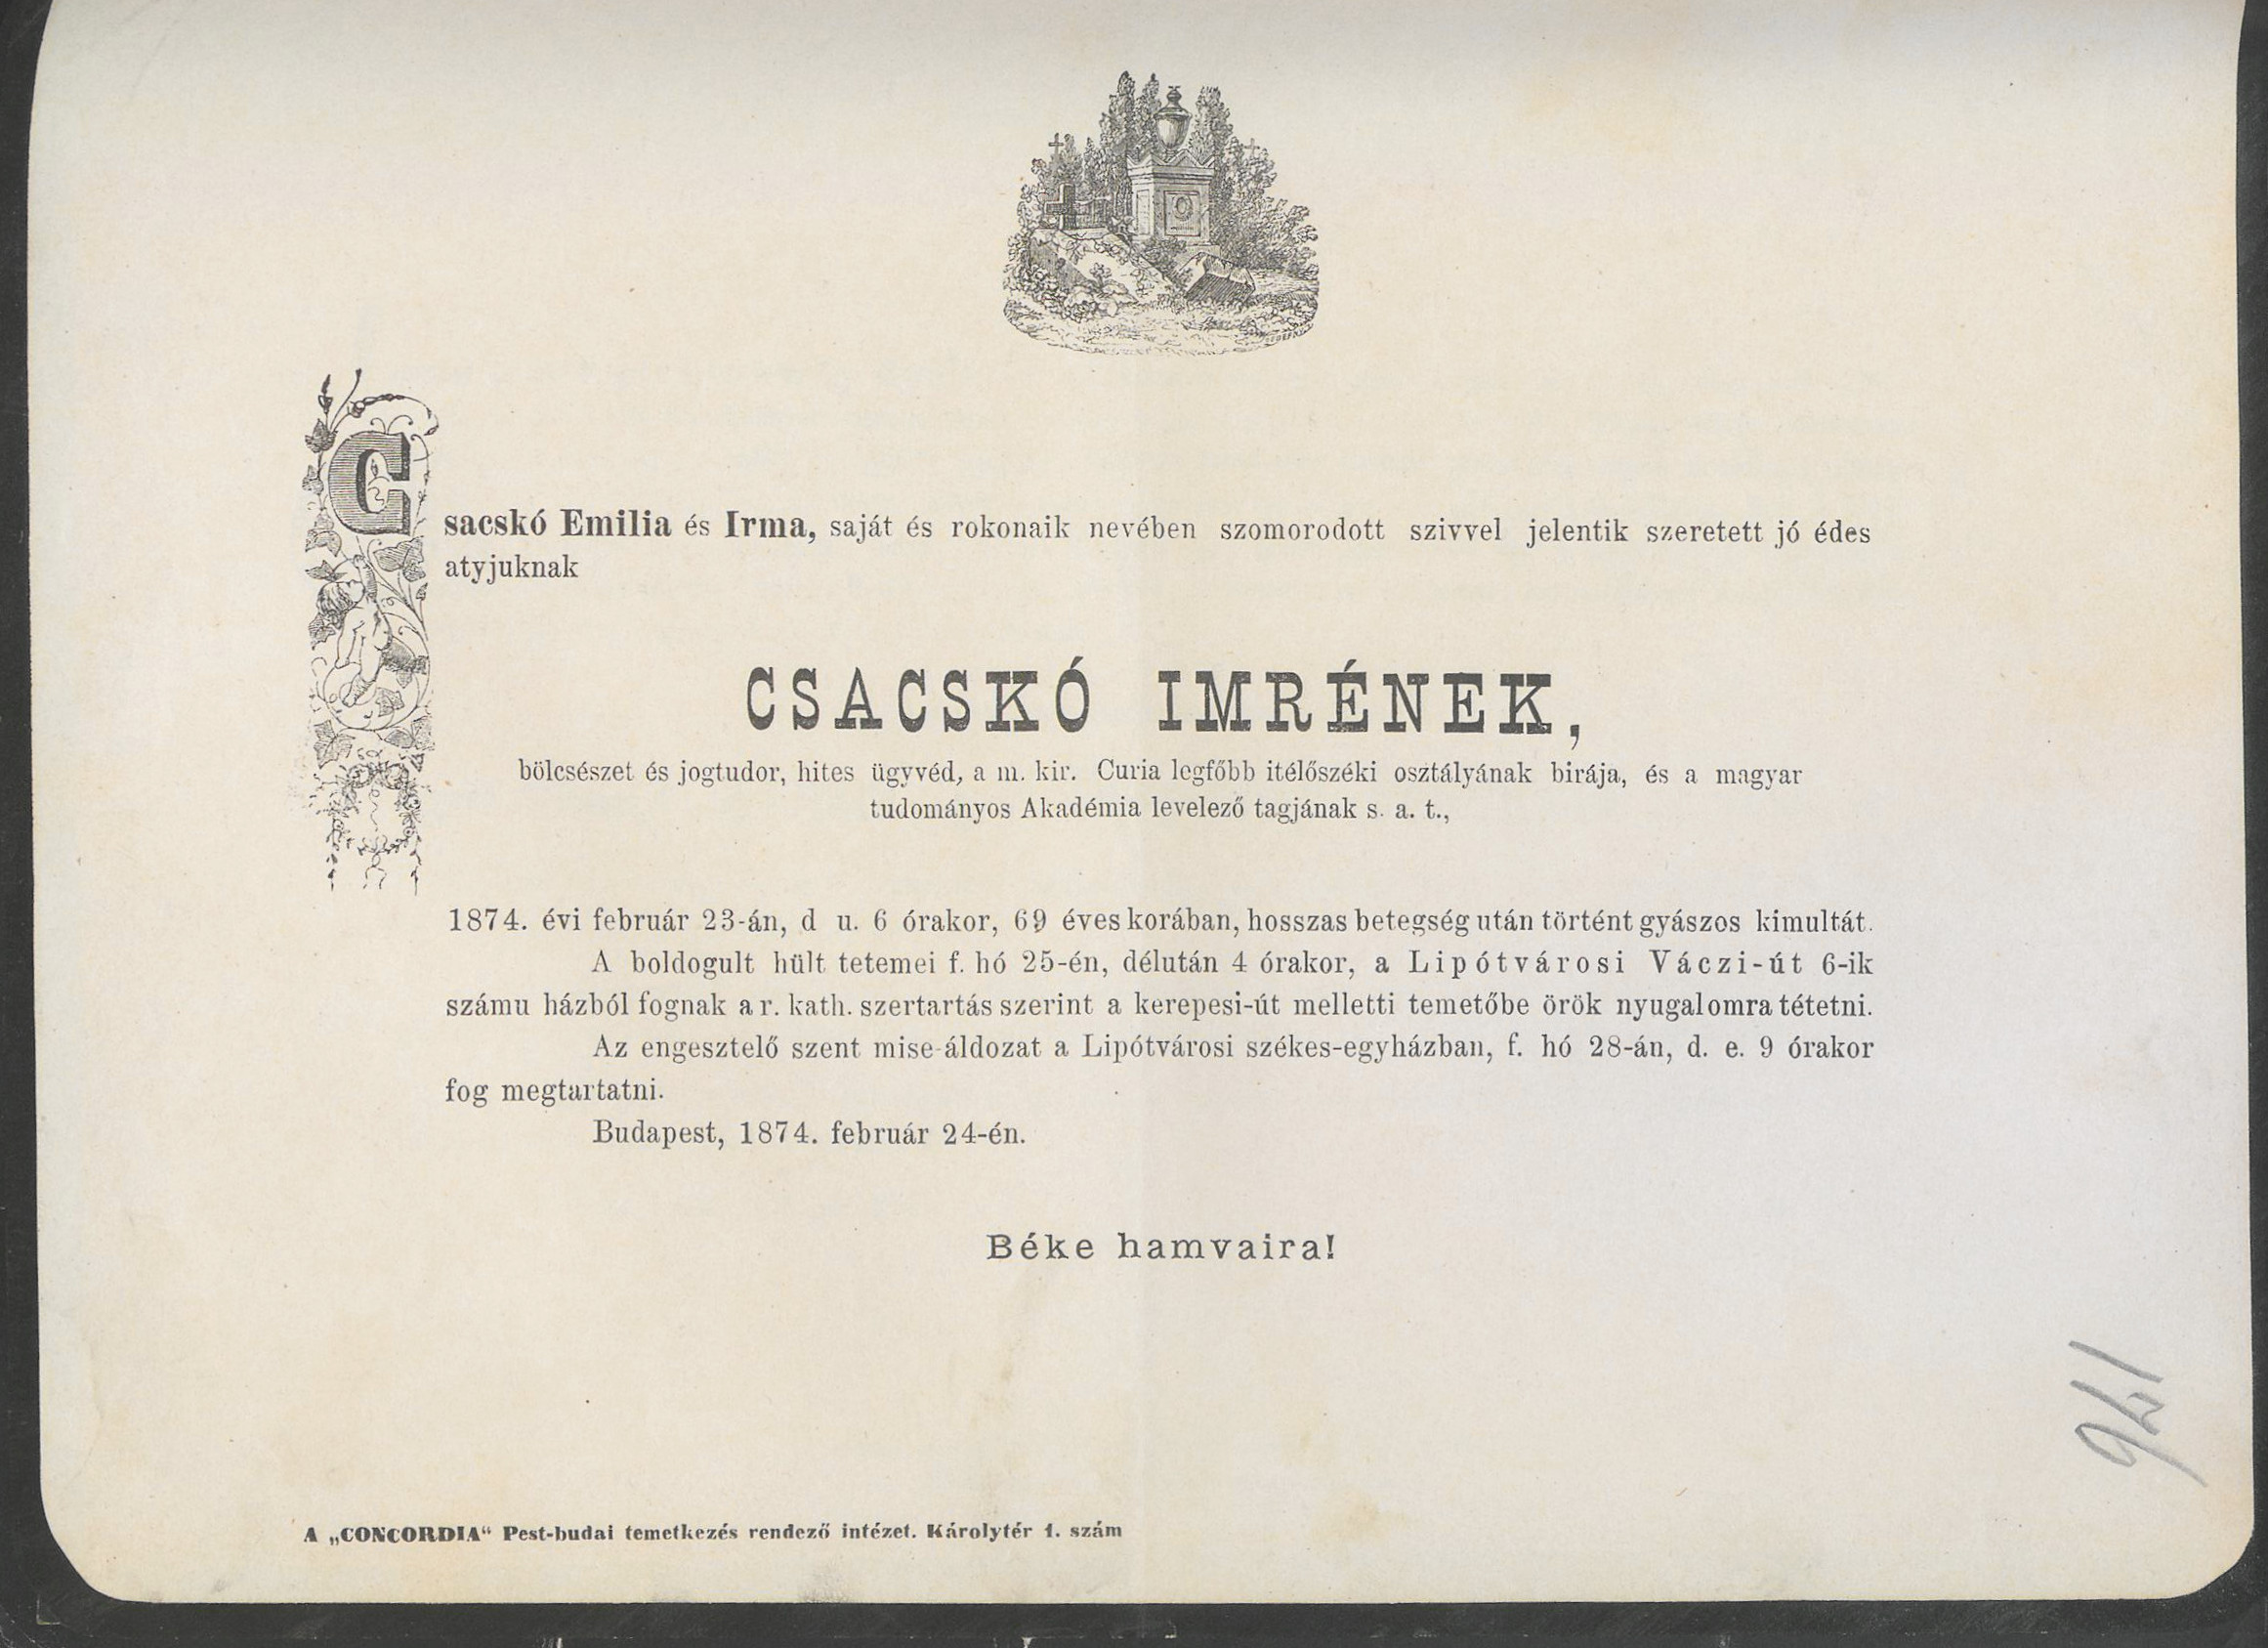 Csacskó Emilia és Irma, saját és rokonaik nevében szomorodott szivvel jelentik szeretett jó édes
atyjuknak
CSACSKÓ IMRÉNEK,
bölcsészet és jogtudor, hites ügyvéd, a m. kir. Curia legfőbb itélőszéki osztályának birája, és a magyar
tudományos Akadémia levelező tagjának s. a. t.,
1874. évi február 23-án, d u. 6 órakor, 69 éves korában, hosszas betegség után történt gyászos kimultát.
A boldogult hült tetemei f. hó 25-én, délután 4 órakor, a Lipótvárosi Váczi-út 6-ik
számu házból fognak a r. kath. szertartás szerint a kerepesi-út melletti temetőbe örök nyugalomra tétetni.
Az engesztelő szent mise-áldozat a Lipótvárosi székes-egyházban, f. hó 28-án, d. e. 9 órakor
fog megtartatni.
Budapest, 1874. február 24-én.
Béke hamvaira!
176
A „CONCORDIA“ Pest-budai temetkezés rendező intézet. Károlytér 1. szám